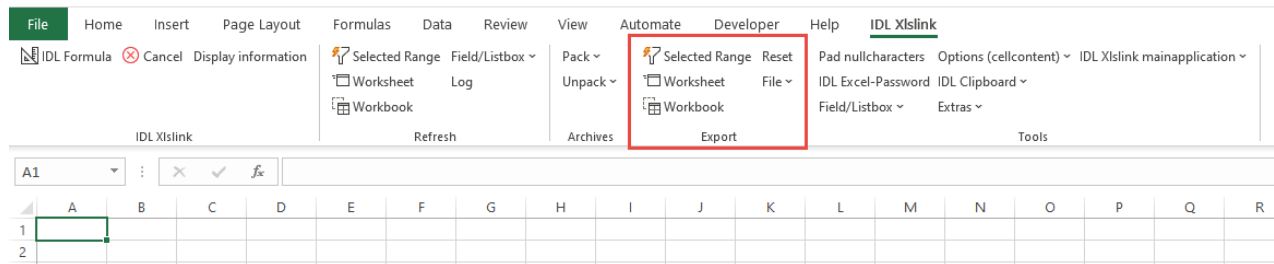 File Home Insert Page Layout Formulas Data Review View Automate Developer Help IDL Xlslink
IDL Formula Cancel Display information Selected Range Field/Listbox Pack Selected Range Reset Pad nullcharacters Options (cellcontent) IDL Xlslink mainapplication
Worksheet Log Unpack Worksheet File IDL Excel-Password IDL Clipboard
Workbook Workbook Field/Listbox Extras
IDL Xlslink Refresh Archives Export Tools
A1 fx
A B C D E F G H I J K L M N O P Q R
1
2